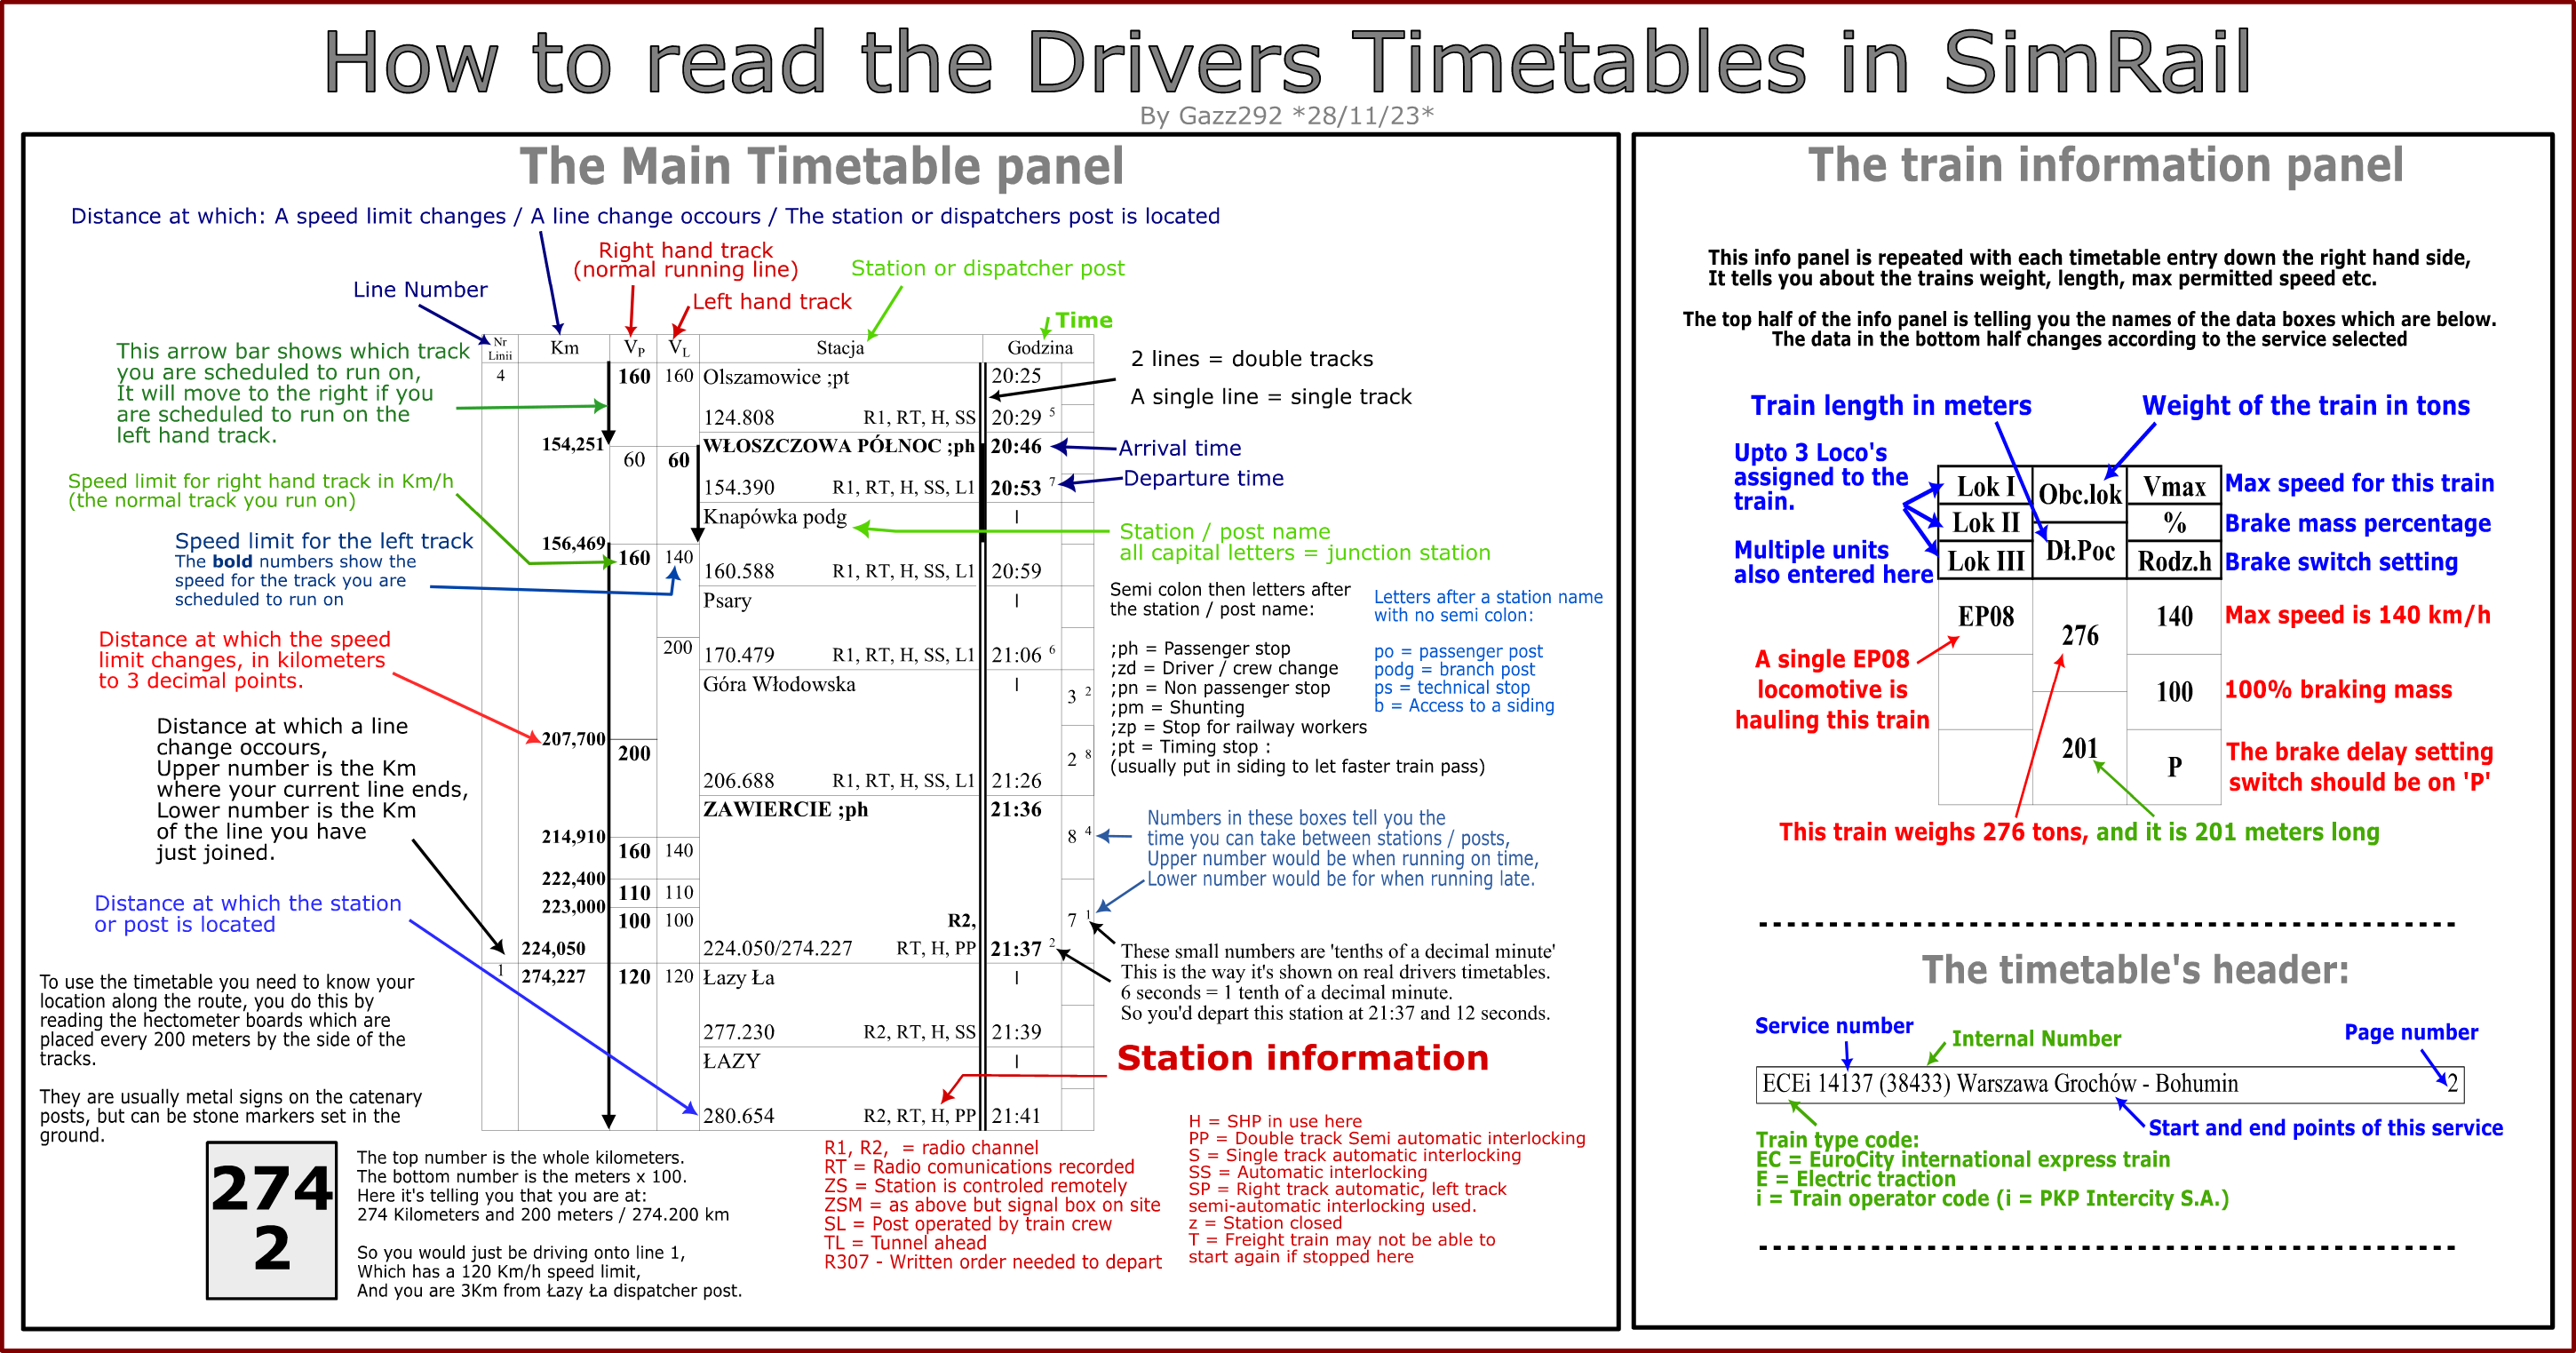 How to read the Drivers Timetables in SimRail
By Gazz292 *28/11/23*
The Main Timetable panel
Distance at which: A speed limit changes / A line change occours / The station or dispatchers post is located
Right hand track
(normal running line)
Station or dispatcher post
Line Number
Left hand track
Time
This arrow bar shows which track
you are scheduled to run on,
It will move to the right if you
are scheduled to run on the
left hand track.
Speed limit for right hand track in Km/h
(the normal track you run on)
Speed limit for the left track
The bold numbers show the
speed for the track you are
scheduled to run on
Distance at which the speed
limit changes, in kilometers
to 3 decimal points.
Distance at which a line
change occours,
Upper number is the Km
where your current line ends,
Lower number is the Km
of the line you have
just joined.
Distance at which the station
or post is located
To use the timetable you need to know your
location along the route, you do this by
reading the hectometer boards which are
placed every 200 meters by the side of the
tracks.
They are usually metal signs on the catenary
posts, but can be stone markers set in the
ground.
274
2
The top number is the whole kilometers.
The bottom number is the meters x 100.
Here it's telling you that you are at:
274 Kilometers and 200 meters / 274.200 km
So you would just be driving onto line 1,
Which has a 120 Km/h speed limit,
And you are 3Km from Łazy Ła dispatcher post.
Nr Linii Km VP VL Stacja Godzina
4 160 160 Olszamowice ;pt 20:25
124.808 R1, RT, H, SS 20:29 5
154,251 WŁOSZCZOWA PÓŁNOC ;ph 20:46
60 60
154.390 R1, RT, H, SS, L1 20:53 7
Knapówka podg |
156,469
160 140
160.588 R1, RT, H, SS, L1 20:59
Psary |
200 170.479 R1, RT, H, SS, L1 21:06 6
Góra Włodowska |
3 2
207,700
200
2 8
206.688 R1, RT, H, SS, L1 21:26
ZAWIERCIE ;ph 21:36
214,910 8 4
160 140
222,400
110 110
223,000
100 100 R2, 7 1
224,050 224.050/274.227 RT, H, PP 21:37 2
1 274,227 120 120 Łazy Ła |
277.230 R2, RT, H, SS 21:39
ŁAZY |
280.654 R2, RT, H, PP 21:41
2 lines = double tracks
A single line = single track
Arrival time
Departure time
Station / post name
all capital letters = junction station
Semi colon then letters after
the station / post name:
;ph = Passenger stop
;zd = Driver / crew change
;pn = Non passenger stop
;pm = Shunting
;zp = Stop for railway workers
;pt = Timing stop :
(usually put in siding to let faster train pass)
Letters after a station name
with no semi colon:
po = passenger post
podg = branch post
ps = technical stop
b = Access to a siding
Numbers in these boxes tell you the
time you can take between stations / posts,
Upper number would be when running on time,
Lower number would be for when running late.
These small numbers are 'tenths of a decimal minute'
This is the way it's shown on real drivers timetables.
6 seconds = 1 tenth of a decimal minute.
So you'd depart this station at 21:37 and 12 seconds.
Station information
R1, R2, = radio channel
RT = Radio comunications recorded
ZS = Station is controled remotely
ZSM = as above but signal box on site
SL = Post operated by train crew
TL = Tunnel ahead
R307 - Written order needed to depart
H = SHP in use here
PP = Double track Semi automatic interlocking
S = Single track automatic interlocking
SS = Automatic interlocking
SP = Right track automatic, left track
semi-automatic interlocking used.
z = Station closed
T = Freight train may not be able to
start again if stopped here
The train information panel
This info panel is repeated with each timetable entry down the right hand side,
It tells you about the trains weight, length, max permitted speed etc.
The top half of the info panel is telling you the names of the data boxes which are below.
The data in the bottom half changes according to the service selected
Train length in meters
Weight of the train in tons
Upto 3 Loco's
assigned to the
train.
Multiple units
also entered here
Lok I Obc.lok Vmax
Lok II %
Lok III Dł.Poc Rodz.h
Max speed for this train
Brake mass percentage
Brake switch setting
EP08 276 140
100
201 P
Max speed is 140 km/h
A single EP08
locomotive is
hauling this train
100% braking mass
The brake delay setting
switch should be on 'P'
This train weighs 276 tons, and it is 201 meters long
The timetable's header:
Service number
Internal Number
Page number
ECEi 14137 (38433) Warszawa Grochów - Bohumin 2
Start and end points of this service
Train type code:
EC = EuroCity international express train
E = Electric traction
i = Train operator code (i = PKP Intercity S.A.)